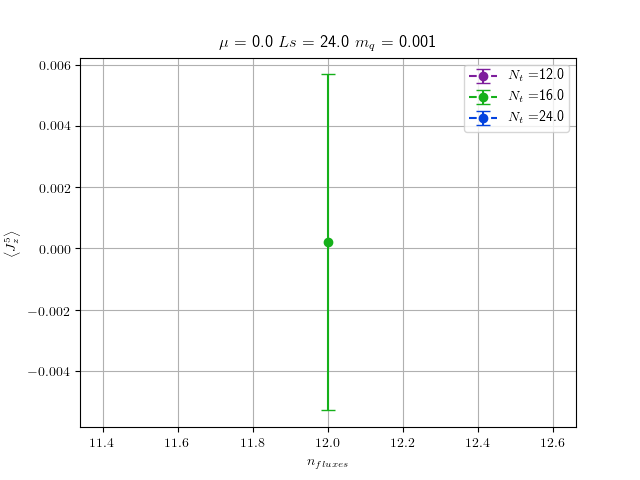 μ = 0.0 Ls = 24.0 m_q = 0.001
0.006
0.004
0.002
0.000
−0.002
−0.004
⟨J_z^5⟩
N_t =12.0
N_t =16.0
N_t =24.0
11.4 11.6 11.8 12.0 12.2 12.4 12.6
n_{fluxes}